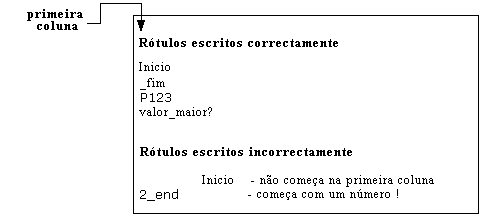 primeira
coluna
Rótulos escritos correctamente
Inicio
_fim
P123
valor_maior?
Rótulos escritos incorrectamente
Inicio - não começa na primeira coluna
2_end - começa com um número !